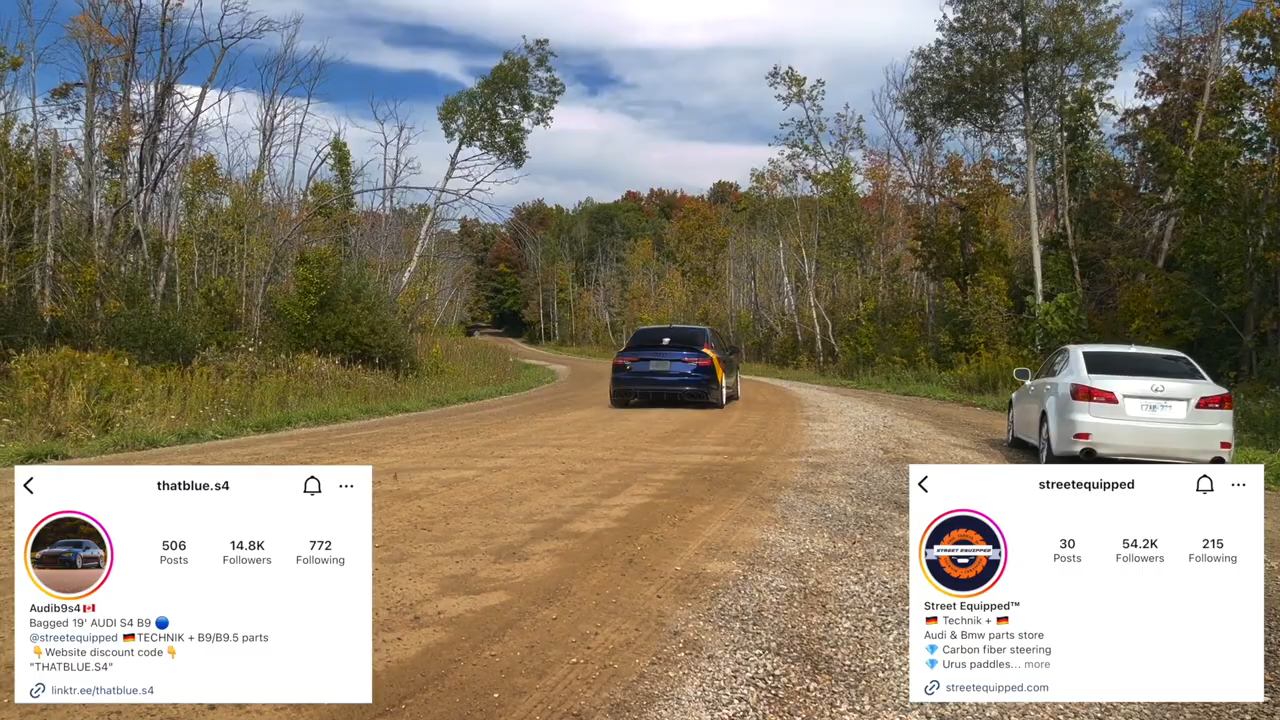 thatblue.s4
506
14.8K
772
Posts
Followers
Following
Audib9s4🇨🇦
Bagged 19' AUDI S4 B9 🔵
@streetequipped 🇩🇪TECHNIK + B9/B9.5 parts
👇Website discount code👇
"THATBLUE.S4"
linktr.ee/thatblue.s4
streetequipped
STREET EQUIPPED
30
54.2K
215
Posts
Followers
Following
Street Equipped™
🇩🇪 Technik + 🇩🇪
Audi & Bmw parts store
💎 Carbon fiber steering
💎 Urus paddles... more
streetequipped.com